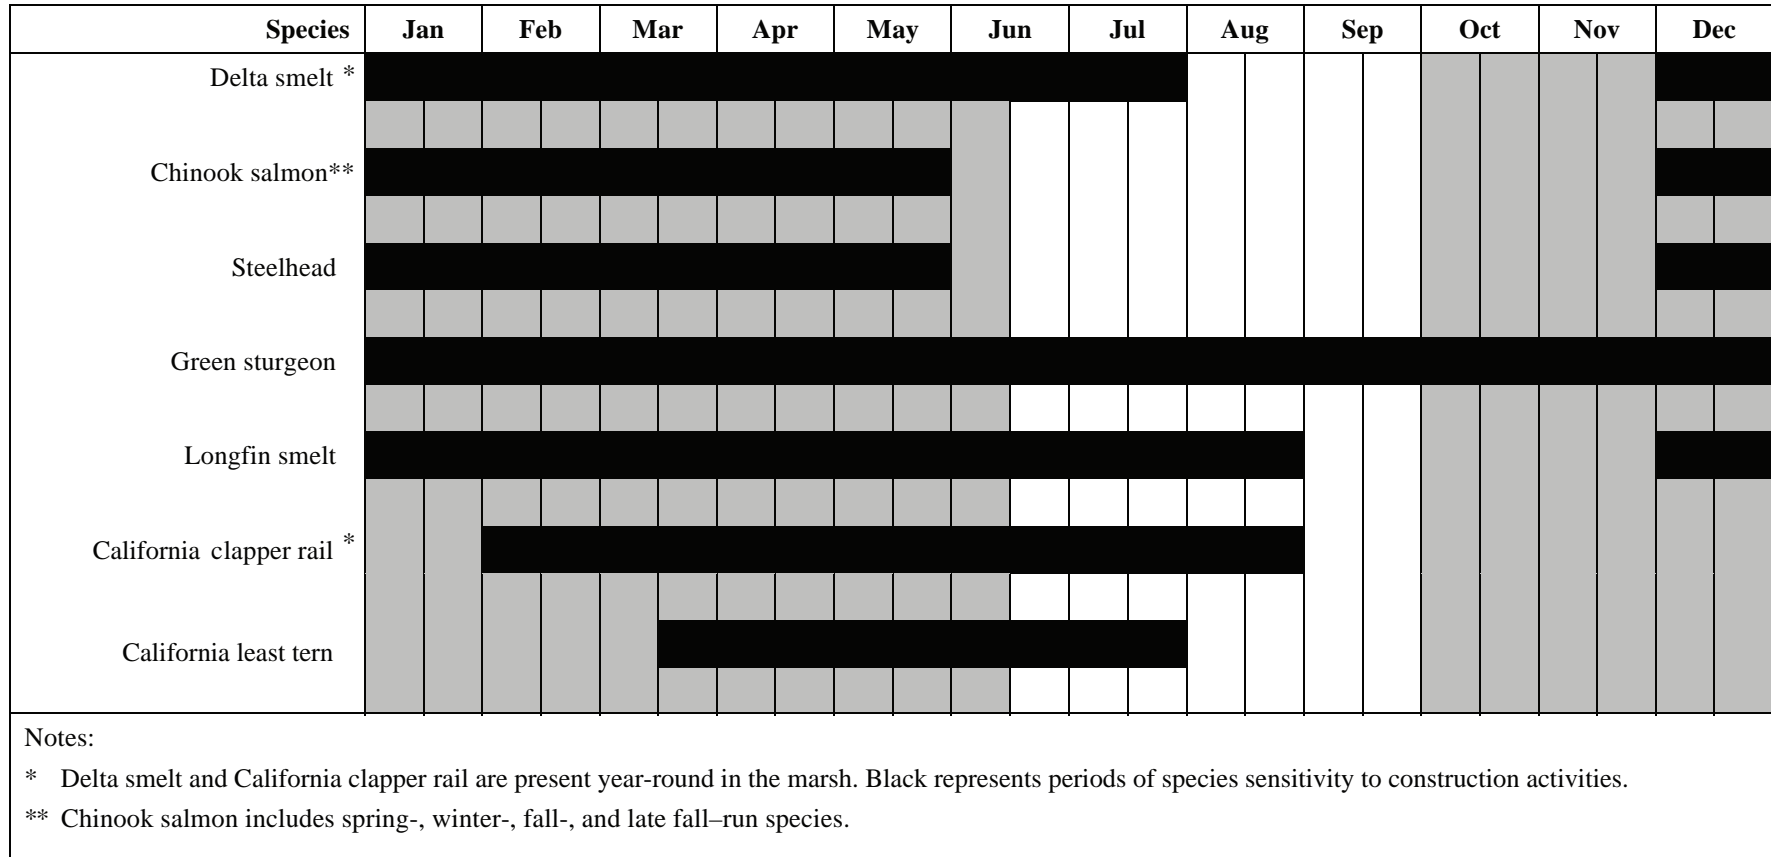 Species Jan Feb Mar Apr May Jun Jul Aug Sep Oct Nov Dec
Delta smelt *
Chinook salmon**
Steelhead
Green sturgeon
Longfin smelt
California clapper rail *
California least tern
Notes:
* Delta smelt and California clapper rail are present year-round in the marsh. Black represents periods of species sensitivity to construction activities.
** Chinook salmon includes spring-, winter-, fall-, and late fall–run species.